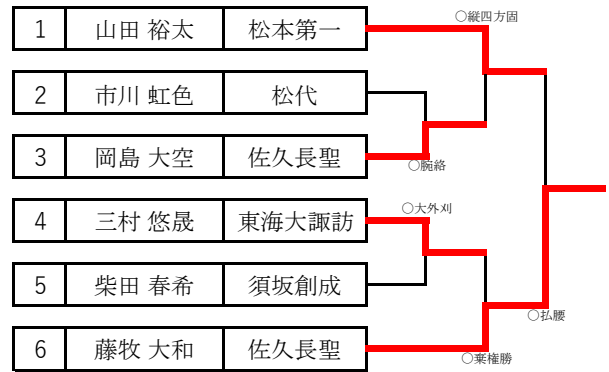 ○縦四方固
1 山田 裕太 松本第一
2 市川 虹色 松代
3 岡島 大空 佐久長聖
○腕絡
○大外刈
4 三村 悠晟 東海大諏訪
5 柴田 春希 須坂創成
○払腰
6 藤牧 大和 佐久長聖
○棄権勝